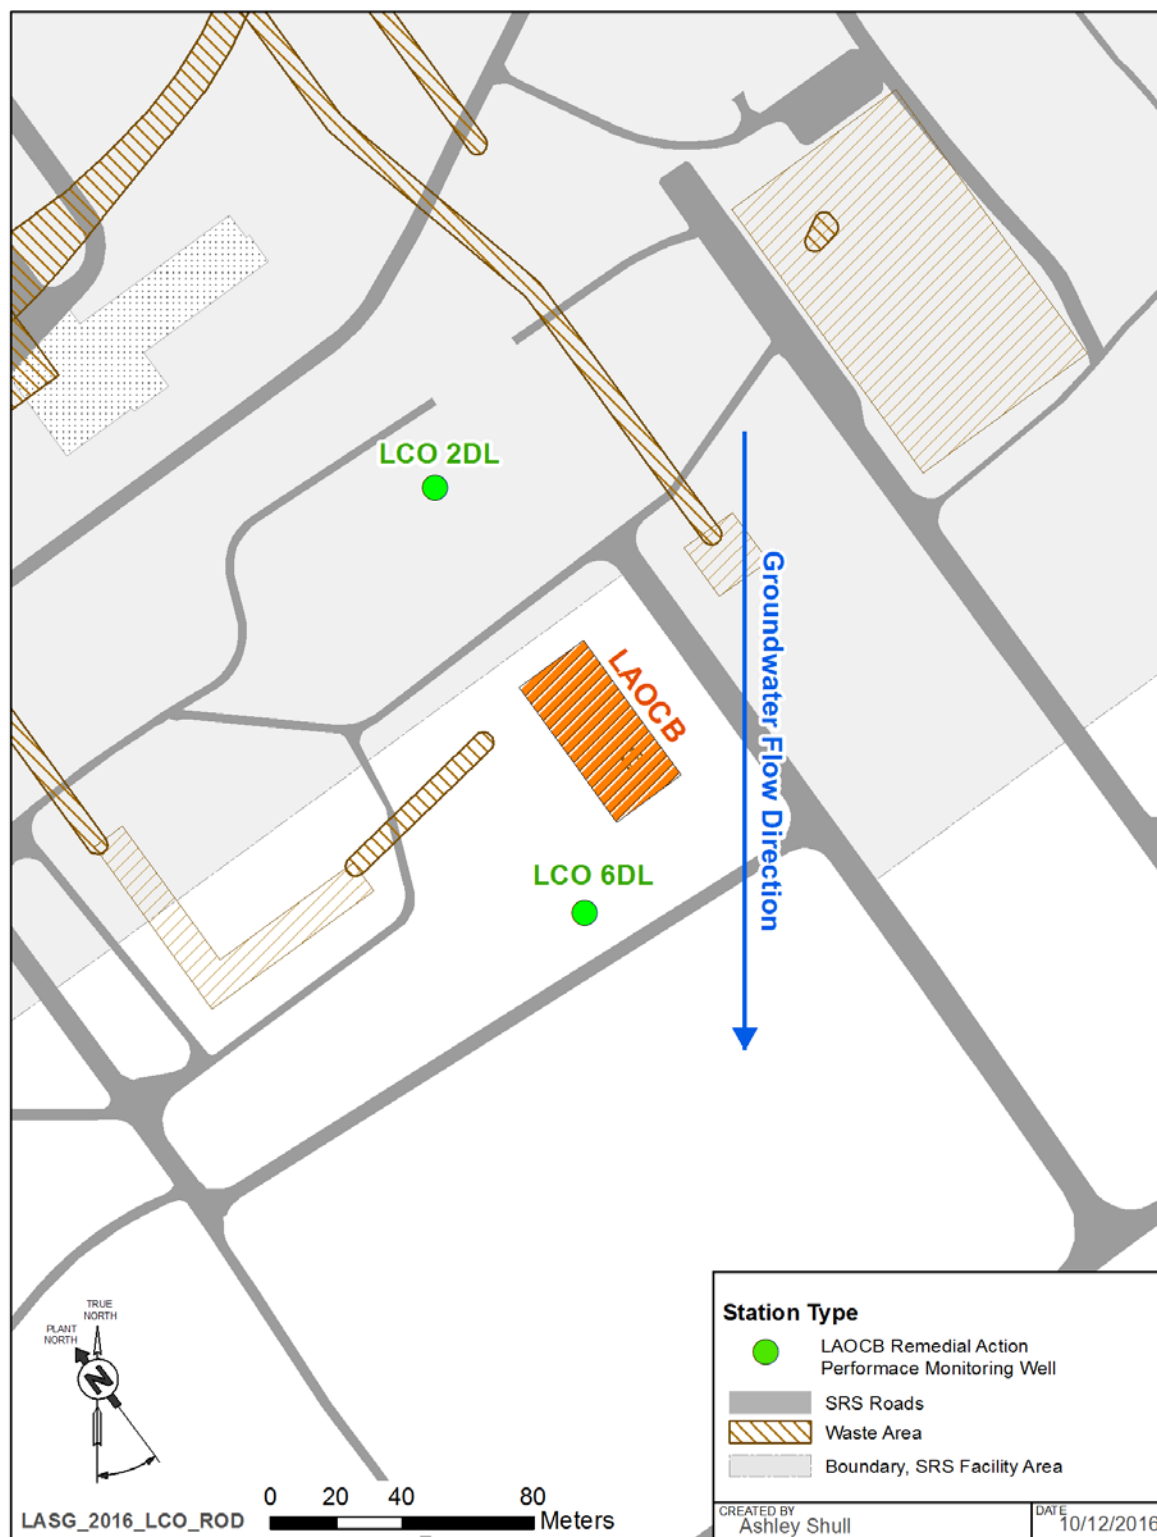 LCO 2DL
Groundwater Flow Direction
LAOCB
LCO 6DL
TRUE
NORTH
PLANT
NORTH
N
0 20 40 80
Meters
LASG_2016_LCO_ROD
Station Type
LAOCB Remedial Action
Performace Monitoring Well
SRS Roads
Waste Area
Boundary, SRS Facility Area
CREATED BY
Ashley Shull
DATE
10/12/2016